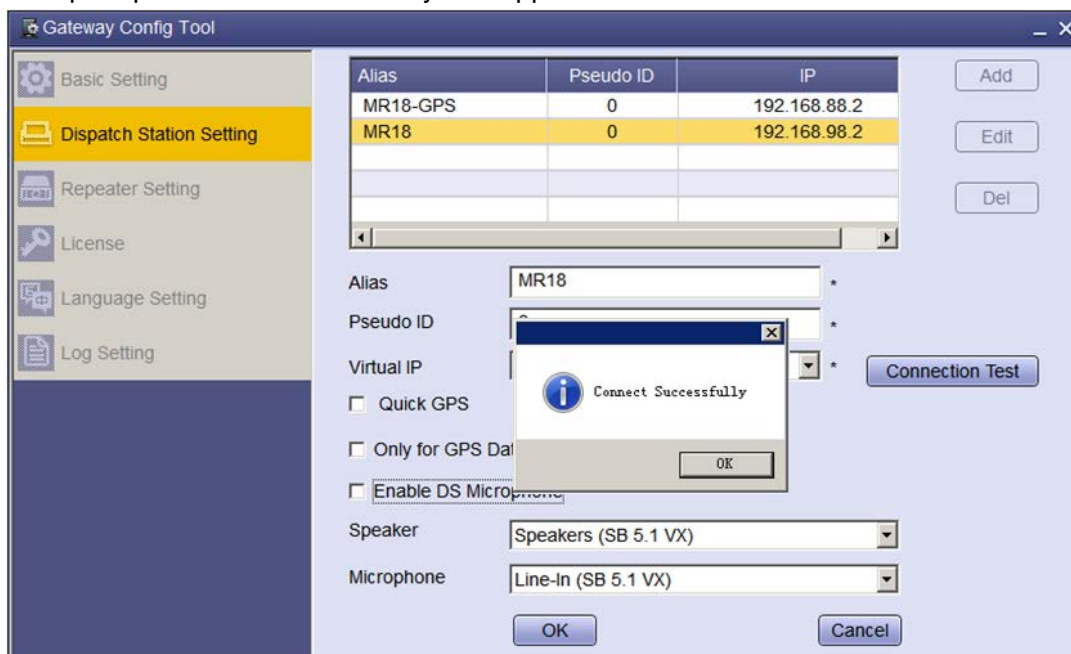 Gateway Config Tool
Basic Setting
Dispatch Station Setting
Repeater Setting
License
Language Setting
Log Setting
Alias Pseudo ID IP
MR18-GPS 0 192.168.88.2
MR18 0 192.168.98.2
Add
Edit
Del
Alias MR18 *
Pseudo ID *
Virtual IP * Connection Test
Quick GPS
Connect Successfully
OK
Only for GPS
Enable DS
Speaker Speakers (SB 5.1 VX)
Microphone Line-In (SB 5.1 VX)
OK Cancel